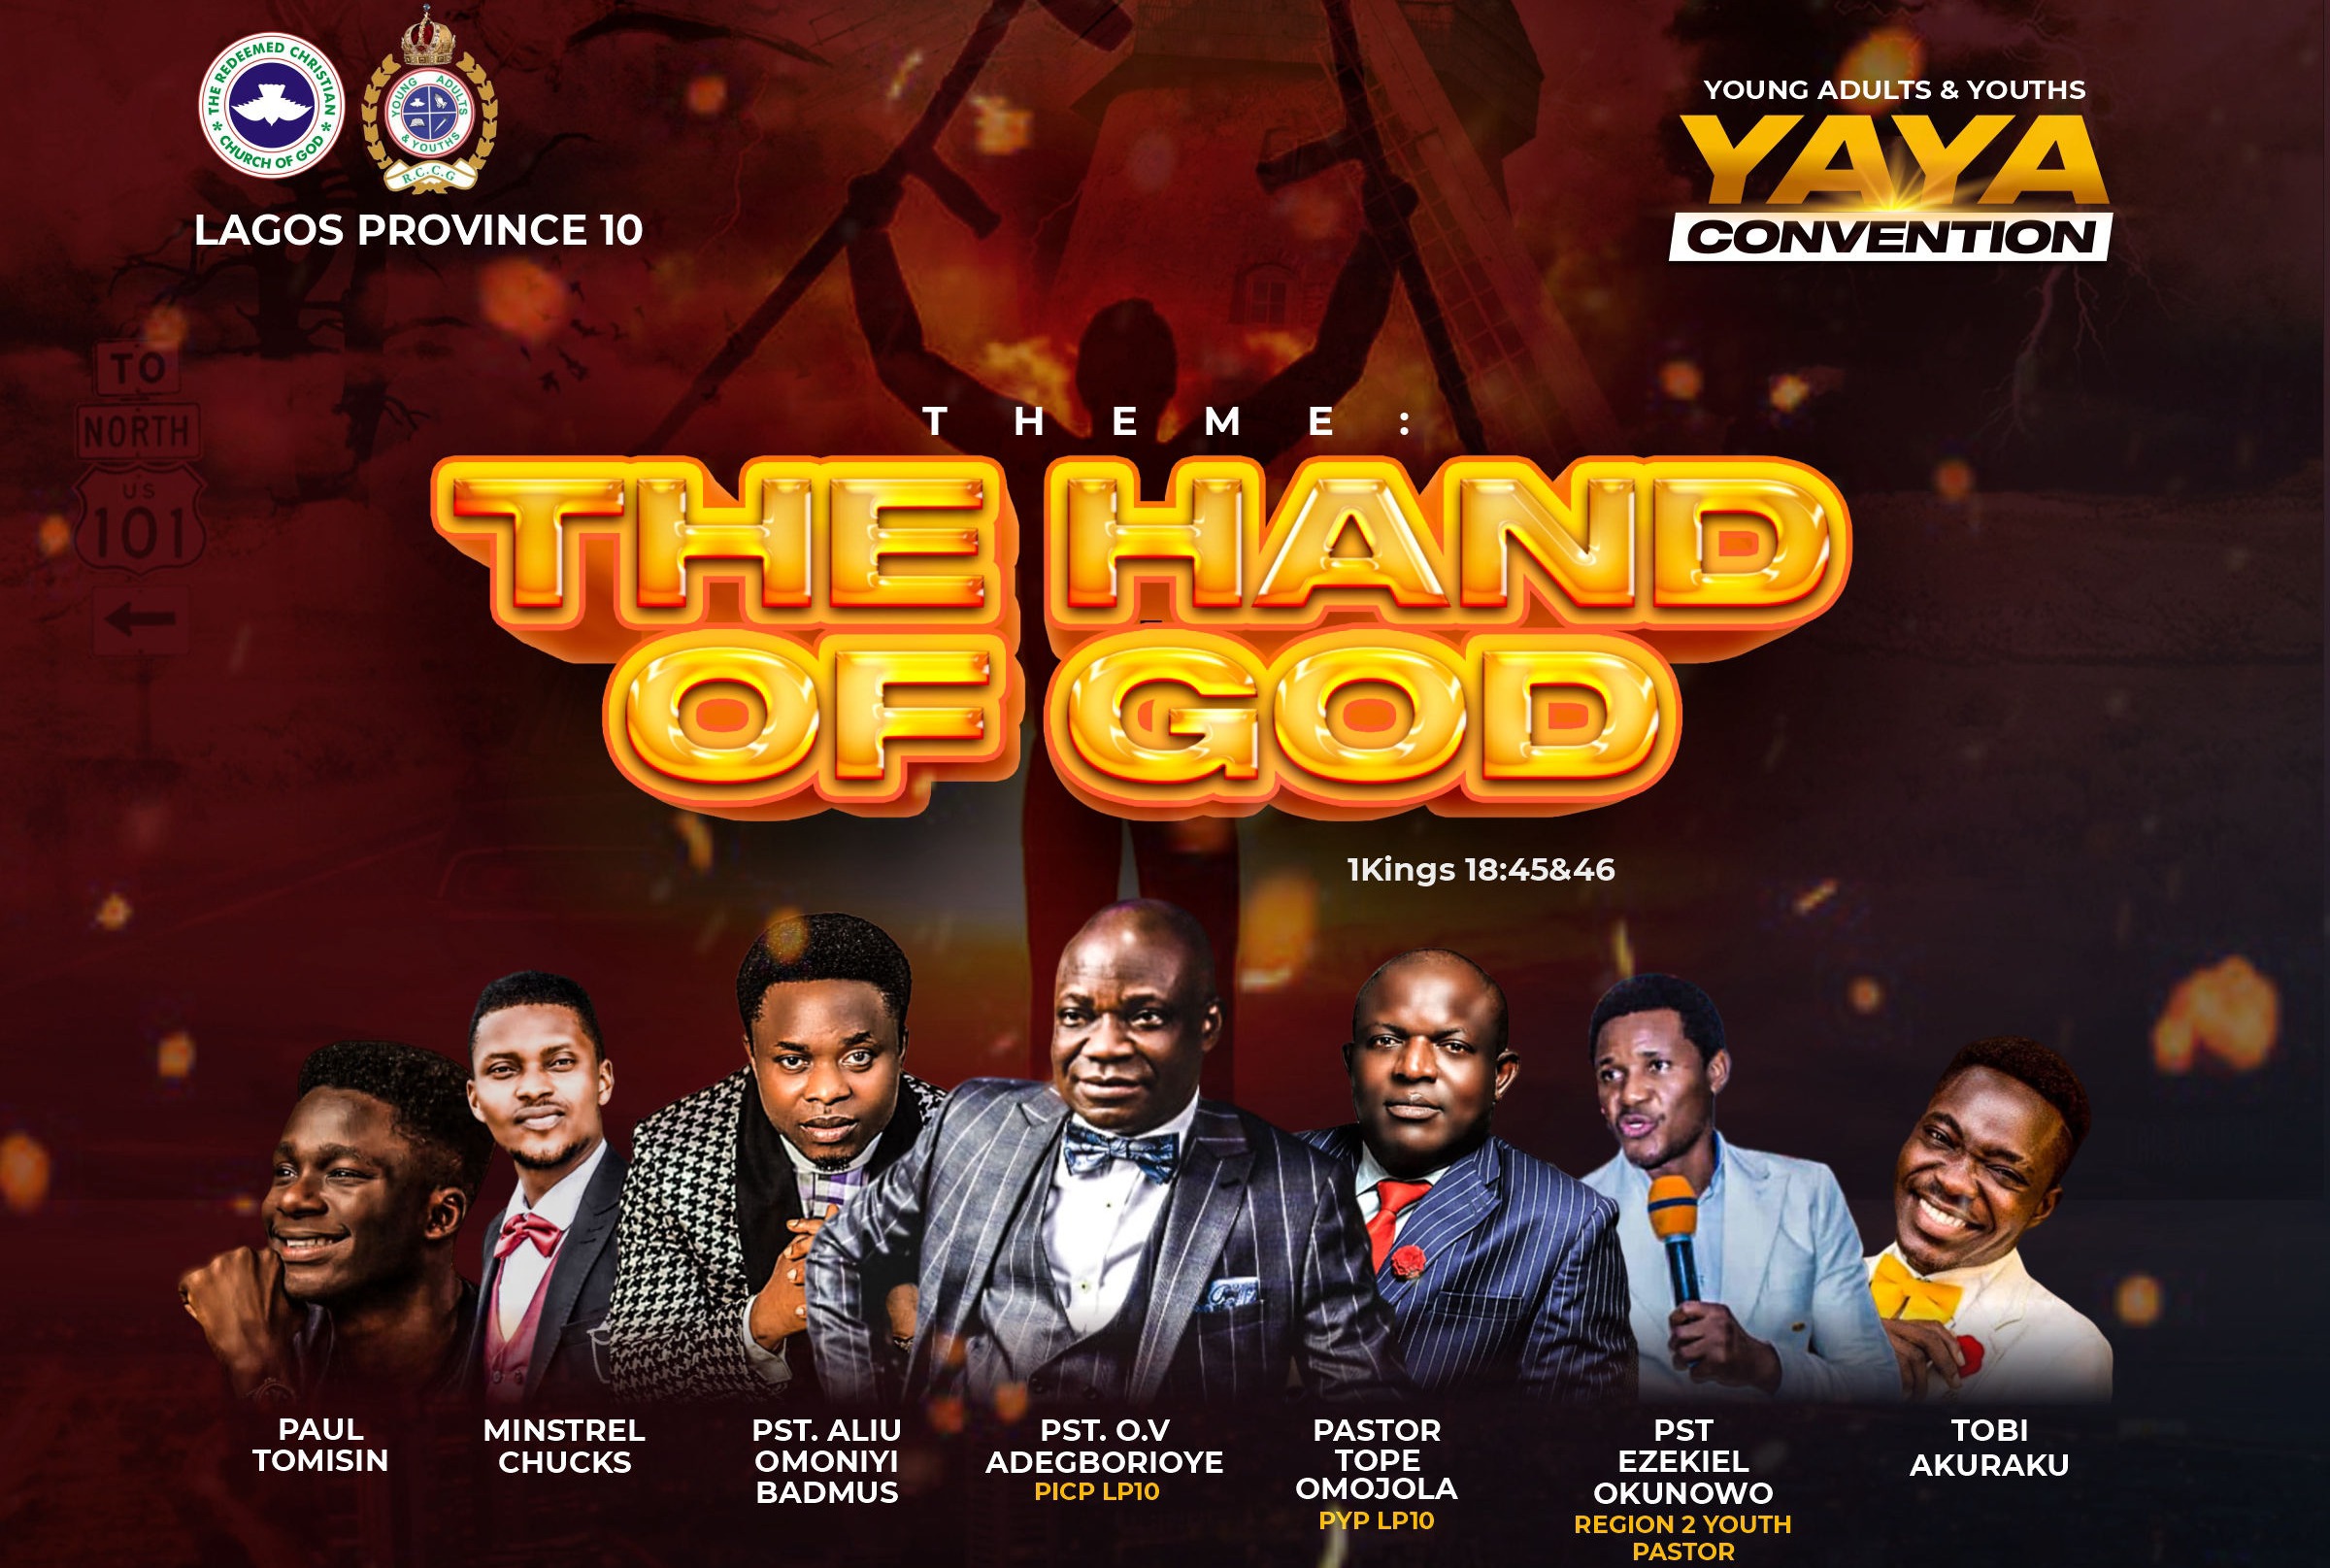 THE REDEEMED CHRISTIAN
CHURCH OF GOD
YOUNG ADULTS
& YOUTHS
R.C.C.G
LAGOS PROVINCE 10
YOUNG ADULTS & YOUTHS
YAYA
CONVENTION
TO
NORTH
US
101
THEME:
THE HAND
OF GOD
1Kings 18:45&46
PAUL
TOMISIN
MINSTREL
CHUCKS
PST. ALIU
OMONIYI
BADMUS
PST. O.V
ADEGBORIOYE
PICP LP10
PASTOR
TOPE
OMOJOLA
PYP LP10
PST
EZEKIEL
OKUNOWO
REGION 2 YOUTH
PASTOR
TOBI
AKURAKU